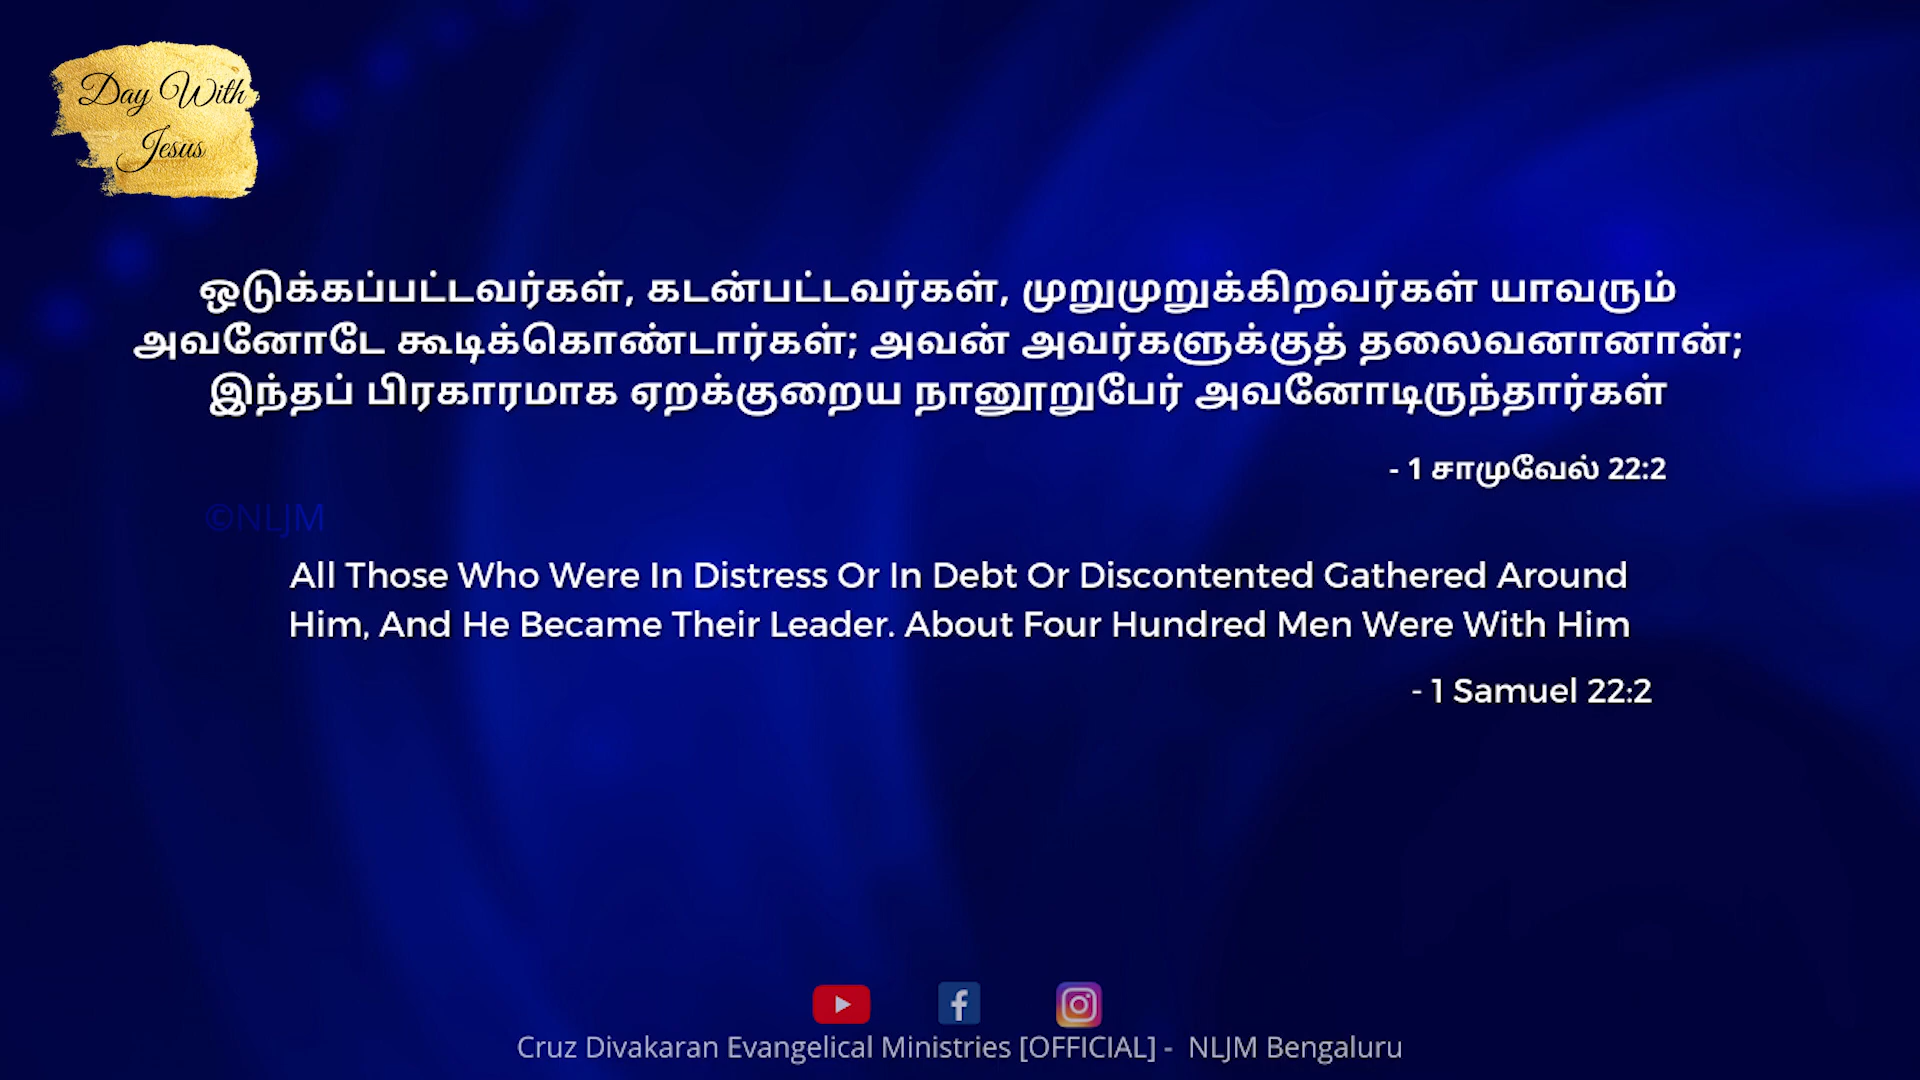 Day With
Jesus
ஒடுக்கப்பட்டவர்கள், கடன்பட்டவர்கள், முறுமுறுக்கிறவர்கள் யாவரும்
அவனோடே கூடிக்கொண்டார்கள்; அவன் அவர்களுக்குத் தலைவனானான்;
இந்தப் பிரகாரமாக ஏறக்குறைய நானூறுபேர் அவனோடிருந்தார்கள்
- 1 சாமுவேல் 22:2
©NLJM
All Those Who Were In Distress Or In Debt Or Discontented Gathered Around
Him, And He Became Their Leader. About Four Hundred Men Were With Him
- 1 Samuel 22:2
Cruz Divakaran Evangelical Ministries [OFFICIAL] - NLJM Bengaluru